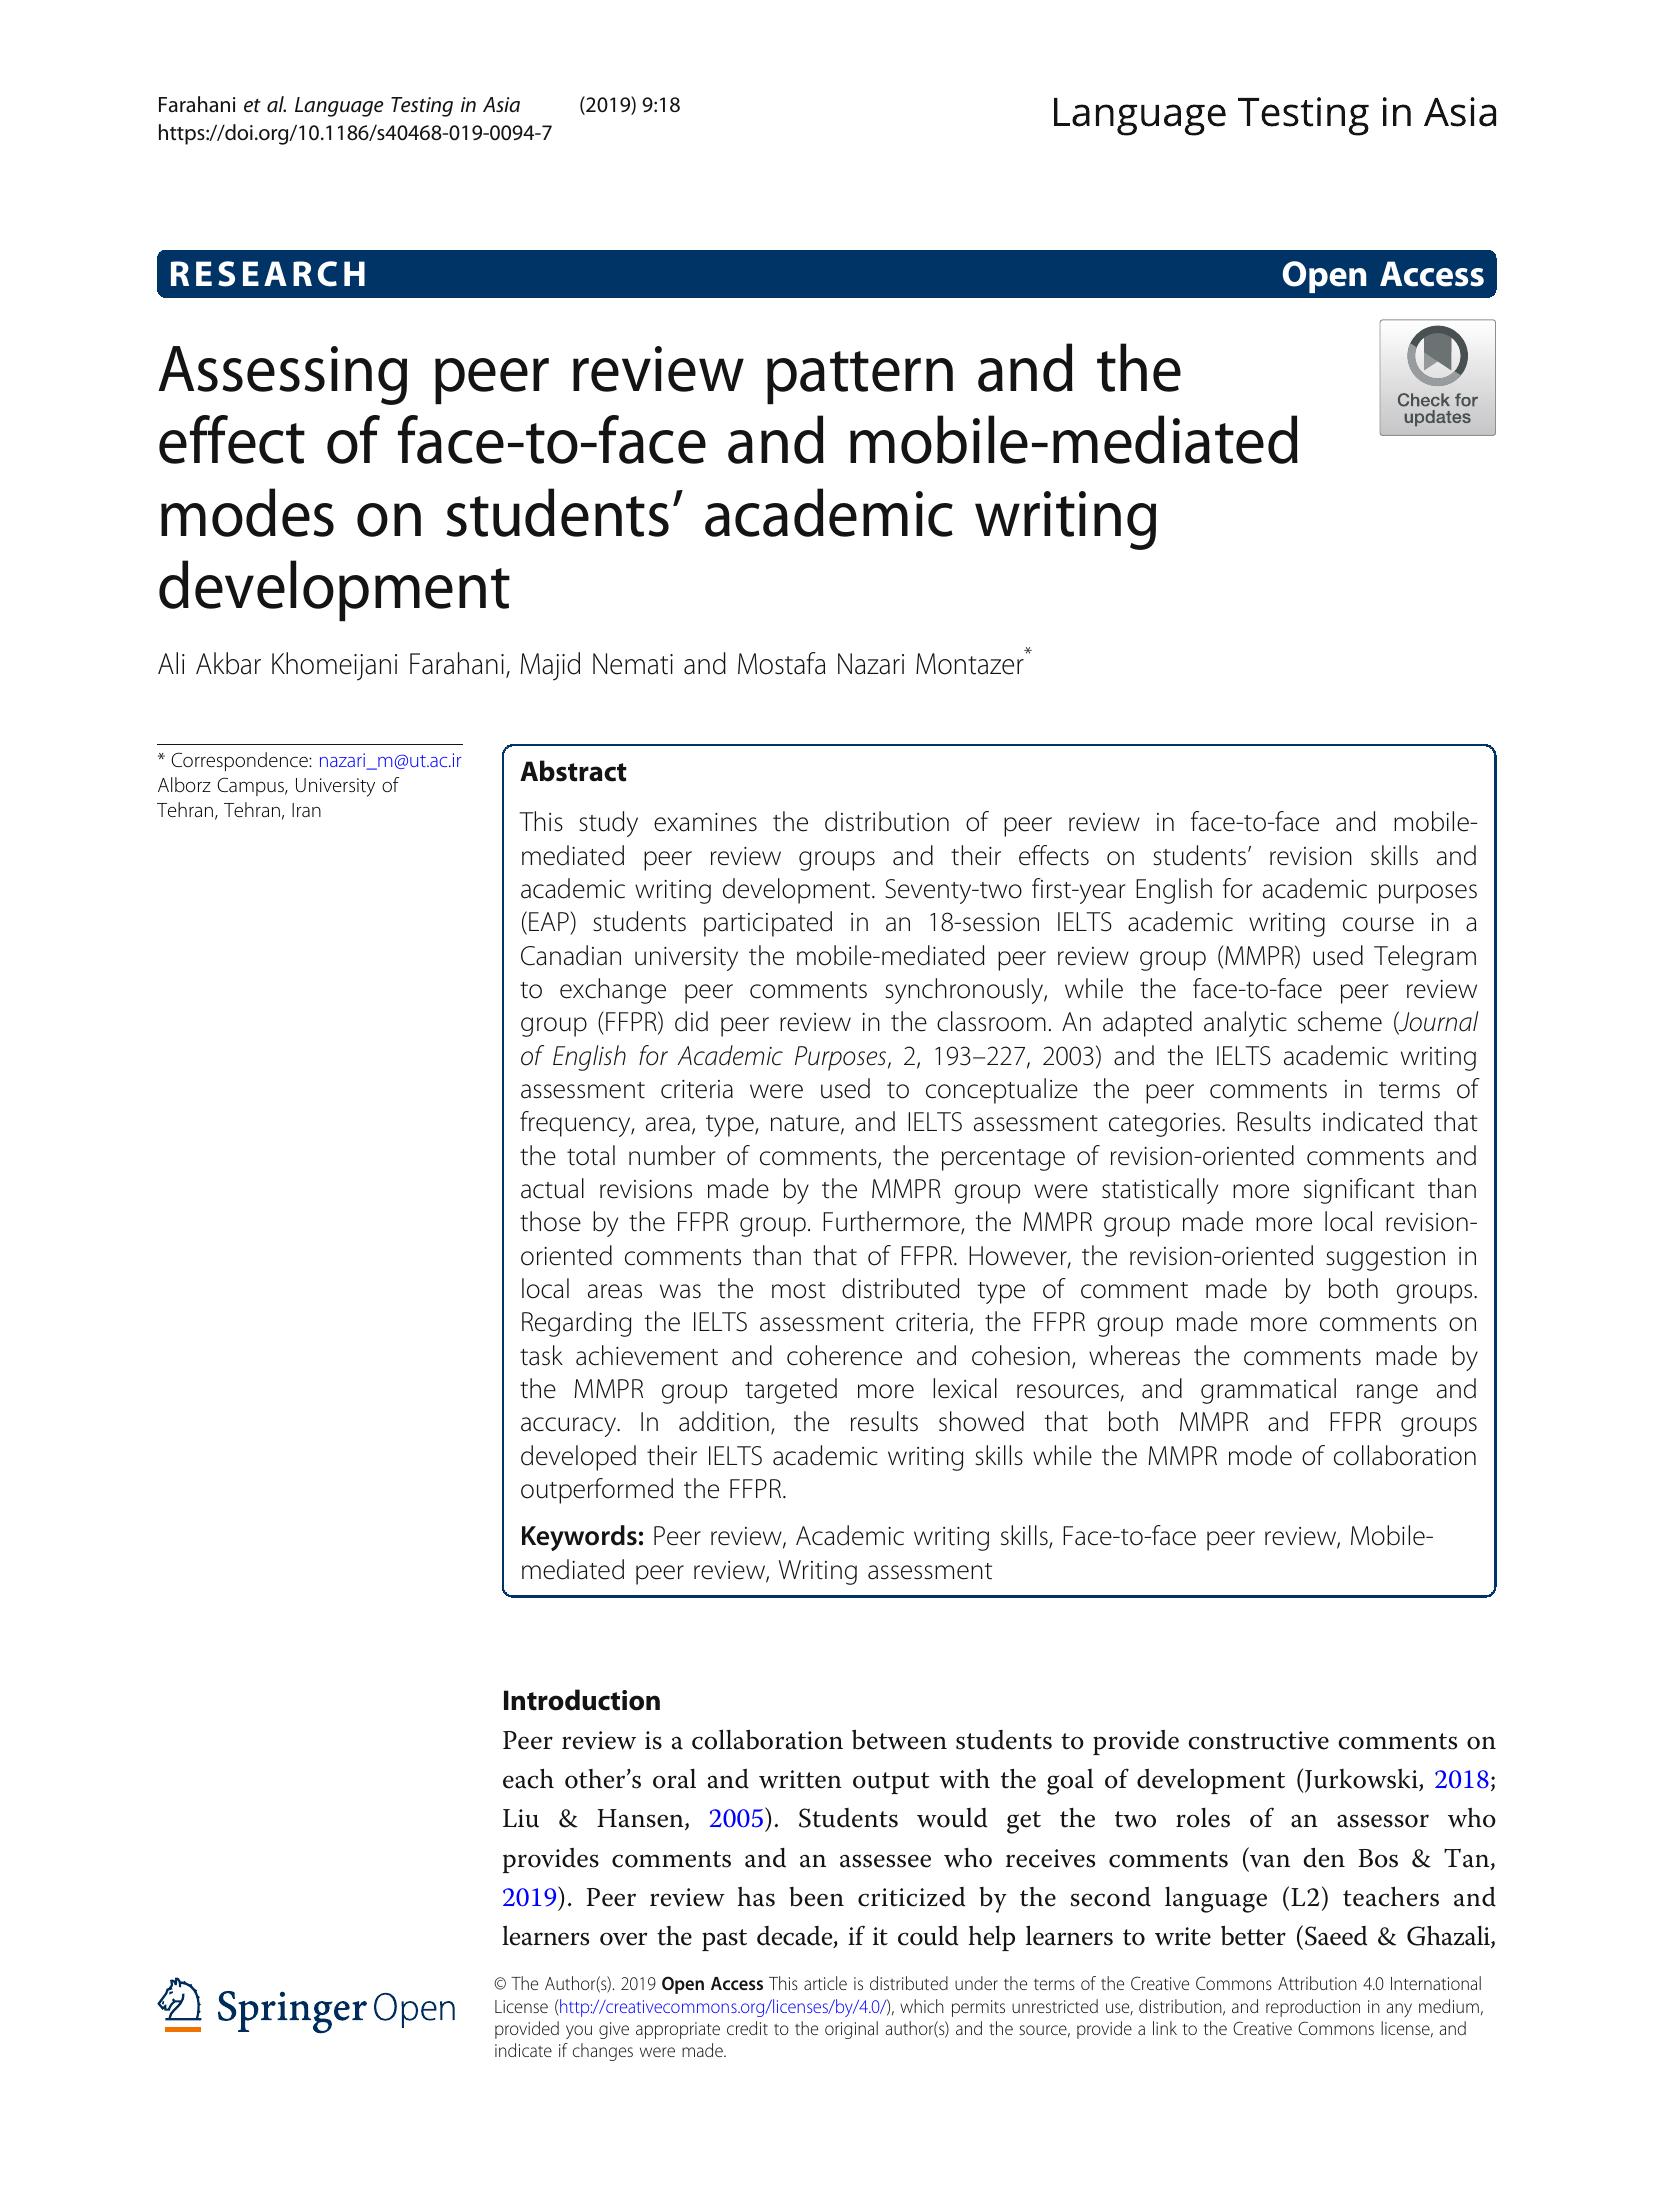 Farahani et al. Language Testing in Asia (2019) 9:18
https://doi.org/10.1186/s40468-019-0094-7
Language Testing in Asia
RESEARCH Open Access
Assessing peer review pattern and the
effect of face-to-face and mobile-mediated
modes on students’ academic writing
development
Check for
updates
Ali Akbar Khomeijani Farahani, Majid Nemati and Mostafa Nazari Montazer*
* Correspondence: nazari_m@ut.ac.ir
Alborz Campus, University of
Tehran, Tehran, Iran
Abstract
This study examines the distribution of peer review in face-to-face and mobile-
mediated peer review groups and their effects on students’ revision skills and
academic writing development. Seventy-two first-year English for academic purposes
(EAP) students participated in an 18-session IELTS academic writing course in a
Canadian university the mobile-mediated peer review group (MMPR) used Telegram
to exchange peer comments synchronously, while the face-to-face peer review
group (FFPR) did peer review in the classroom. An adapted analytic scheme (Journal
of English for Academic Purposes, 2, 193–227, 2003) and the IELTS academic writing
assessment criteria were used to conceptualize the peer comments in terms of
frequency, area, type, nature, and IELTS assessment categories. Results indicated that
the total number of comments, the percentage of revision-oriented comments and
actual revisions made by the MMPR group were statistically more significant than
those by the FFPR group. Furthermore, the MMPR group made more local revision-
oriented comments than that of FFPR. However, the revision-oriented suggestion in
local areas was the most distributed type of comment made by both groups.
Regarding the IELTS assessment criteria, the FFPR group made more comments on
task achievement and coherence and cohesion, whereas the comments made by
the MMPR group targeted more lexical resources, and grammatical range and
accuracy. In addition, the results showed that both MMPR and FFPR groups
developed their IELTS academic writing skills while the MMPR mode of collaboration
outperformed the FFPR.
Keywords: Peer review, Academic writing skills, Face-to-face peer review, Mobile-
mediated peer review, Writing assessment
Introduction
Peer review is a collaboration between students to provide constructive comments on
each other’s oral and written output with the goal of development (Jurkowski, 2018;
Liu & Hansen, 2005). Students would get the two roles of an assessor who
provides comments and an assessee who receives comments (van den Bos & Tan,
2019). Peer review has been criticized by the second language (L2) teachers and
learners over the past decade, if it could help learners to write better (Saeed & Ghazali,
Springer Open
© The Author(s). 2019 Open Access This article is distributed under the terms of the Creative Commons Attribution 4.0 International
License (http://creativecommons.org/licenses/by/4.0/), which permits unrestricted use, distribution, and reproduction in any medium,
provided you give appropriate credit to the original author(s) and the source, provide a link to the Creative Commons license, and
indicate if changes were made.